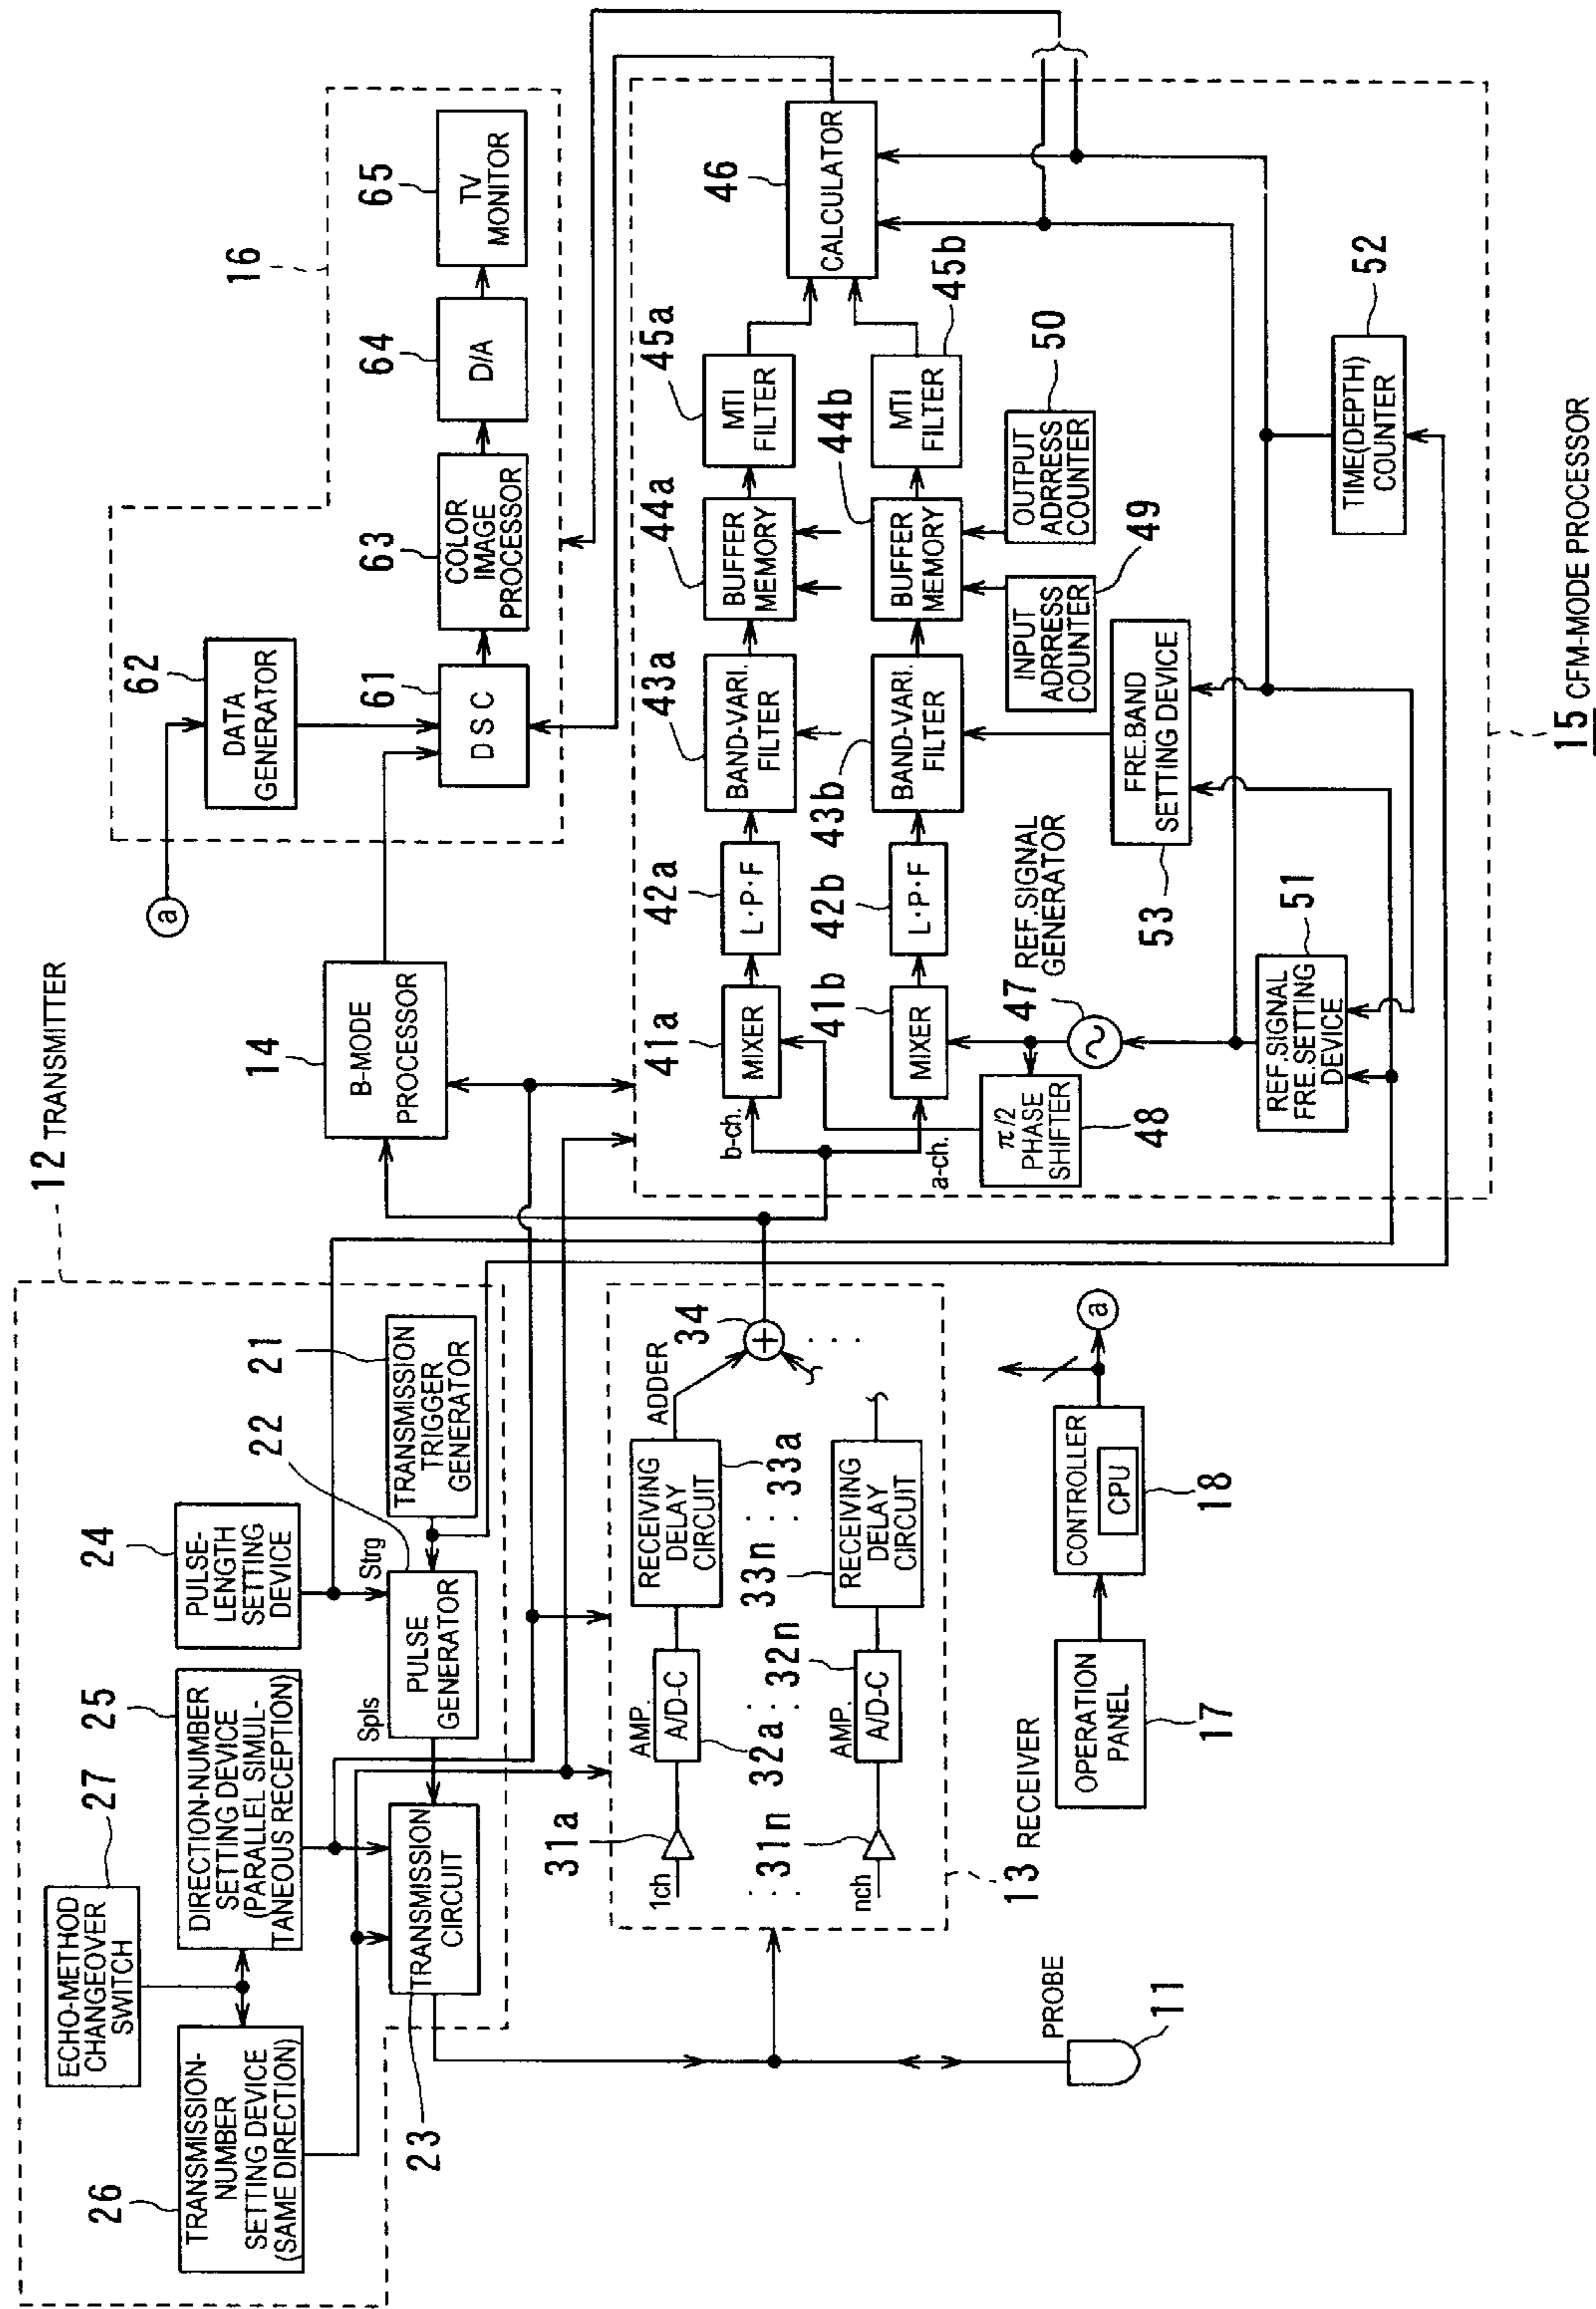 12 TRANSMITTER
26
TRANSMISSION-
NUMBER
SETTING DEVICE
(SAME DIRECTION)
ECHO-METHOD
CHANGEOVER
SWITCH
27
25
DIRECTION-NUMBER
SETTING DEVICE
(PARALLEL SIMUL-
TANEOUS RECEPTION)
24
PULSE-
LENGTH
SETTING
DEVICE
23
TRANSMISSION
CIRCUIT
Spls
PULSE
GENERATOR
Strg
22
21
TRANSMISSION
TRIGGER
GENERATOR
PROBE
11
13 RECEIVER
1ch
31a
AMP.
A/D-C
32a
RECEIVING
DELAY
CIRCUIT
33a
ADDER
34
nch
31n
AMP.
A/D-C
32n
RECEIVING
DELAY
CIRCUIT
33n
OPERATION
PANEL
17
CONTROLLER
CPU
18
a
14
B-MODE
PROCESSOR
a
16
62
DATA
GENERATOR
61
DSC
63
COLOR
IMAGE
PROCESSOR
64
D/A
65
TV
MONITOR
b-ch.
41a
MIXER
42a
L·P·F
43a
BAND-VARI.
FILTER
44a
BUFFER
MEMORY
45a
MTI
FILTER
46
CALCULATOR
a-ch.
41b
MIXER
42b
L·P·F
43b
BAND-VARI.
FILTER
44b
BUFFER
MEMORY
45b
MTI
FILTER
π/2
PHASE
SHIFTER
48
47 REF.SIGNAL
GENERATOR
INPUT
ADRRESS
COUNTER
49
OUTPUT
ADRRESS
COUNTER
50
FRE.BAND
SETTING DEVICE
53
REF.SIGNAL
FRE.SETTING
DEVICE
51
TIME(DEPTH)
COUNTER
52
15 CFM-MODE PROCESSOR